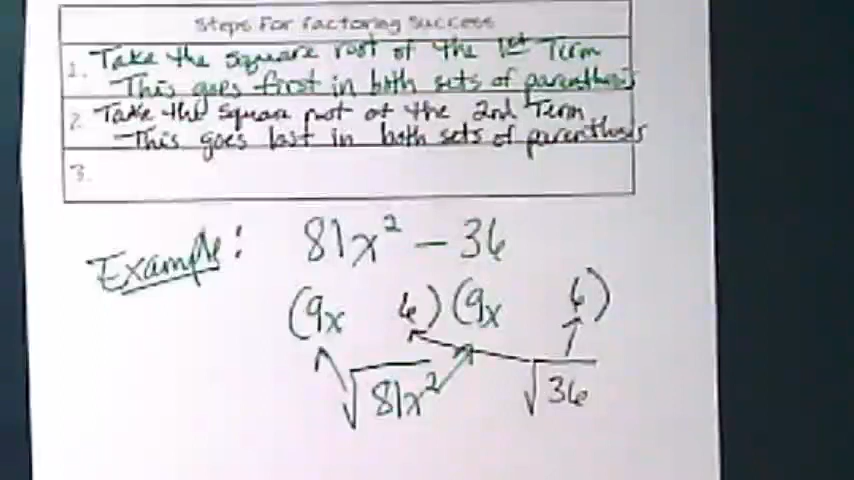 Steps for factoring success
1. Take the square root of the 1st Term
- This goes first in both sets of parenthesis
2. Take the square root of the 2nd Term
- This goes last in both sets of parenthesis
3.
Example: 81x² - 36
(9x 6)(9x 6)
√81x² √36